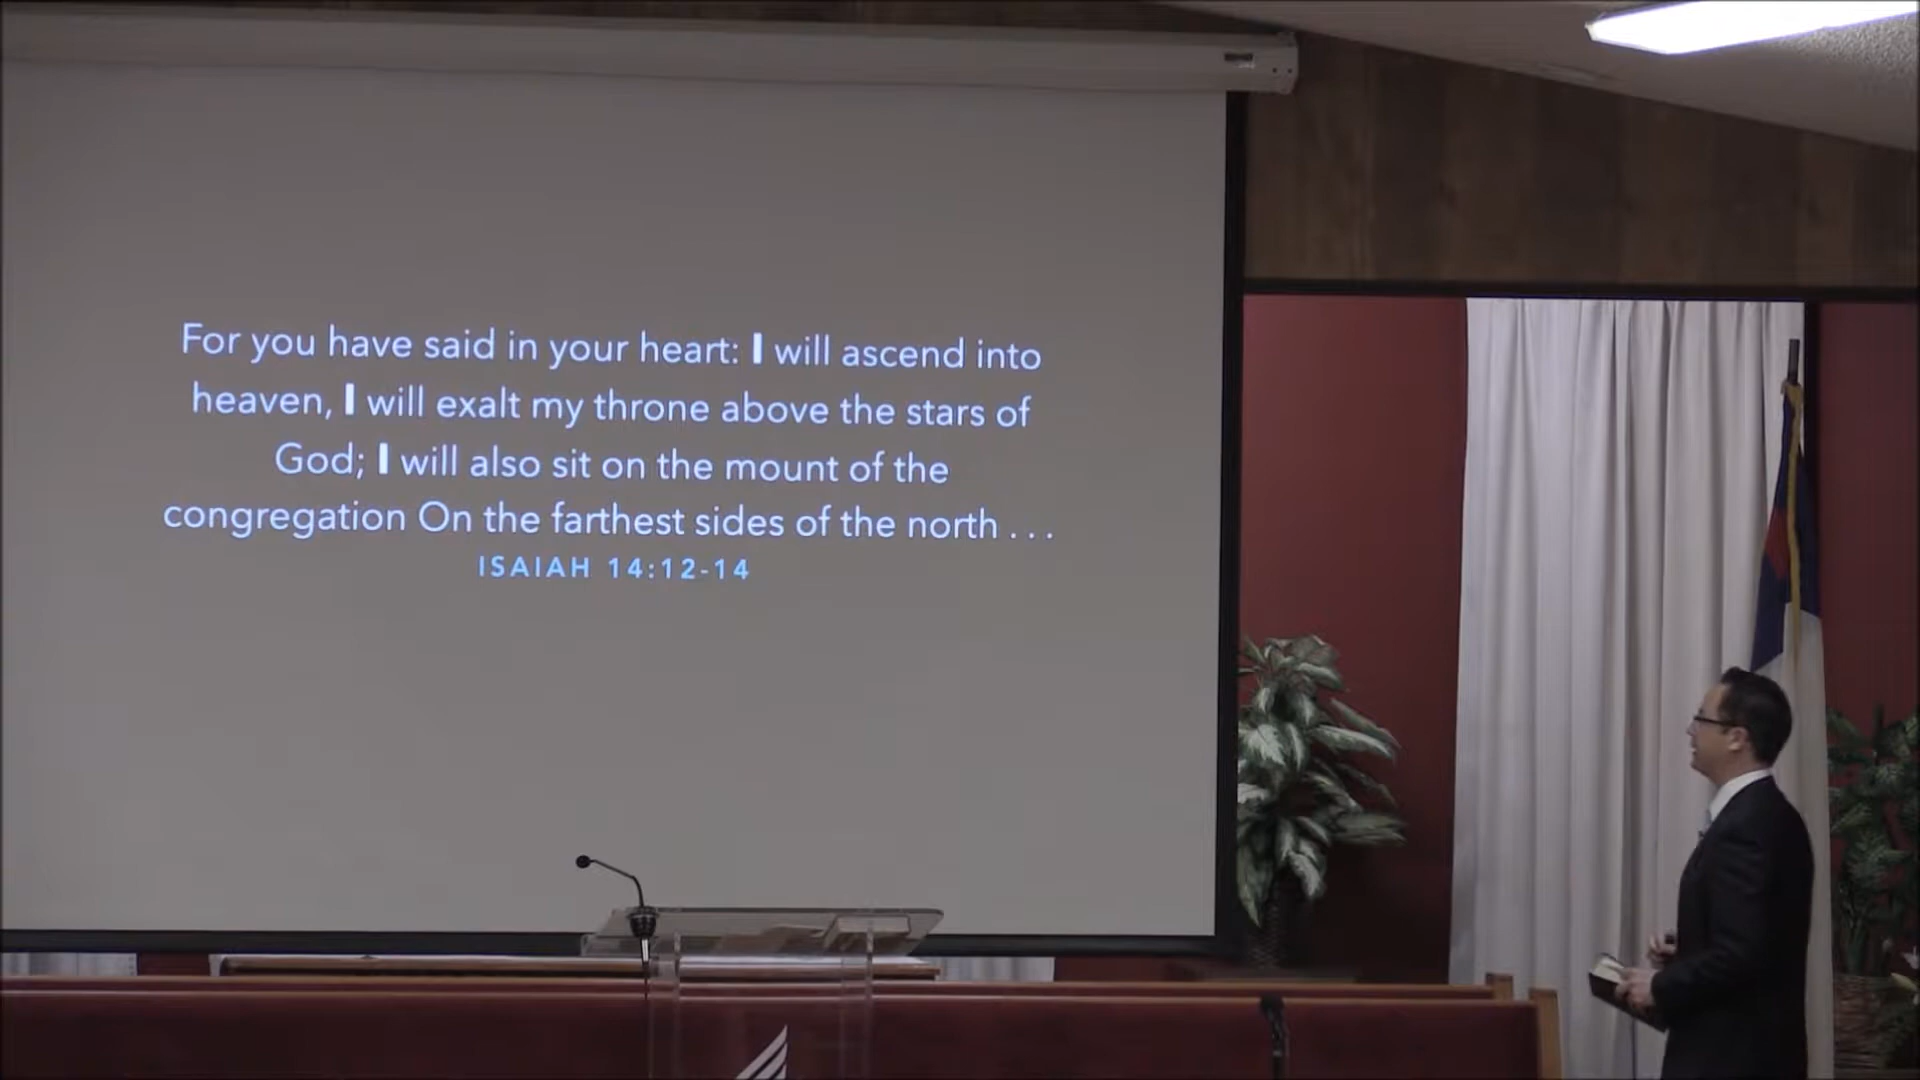 For you have said in your heart: I will ascend into
heaven, I will exalt my throne above the stars of
God; I will also sit on the mount of the
congregation On the farthest sides of the north . . .
ISAIAH 14:12-14